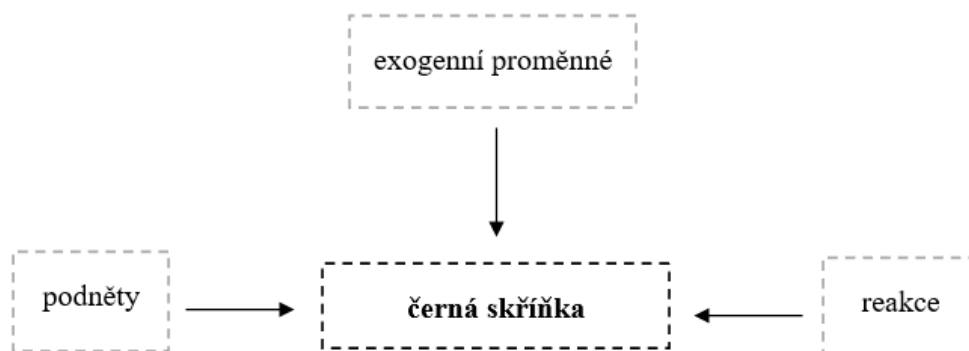 exogenní proměnné
podněty
černá skříňka
reakce